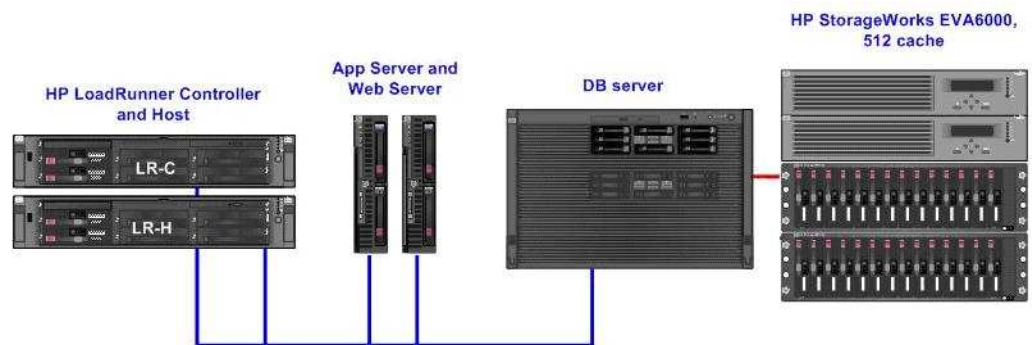 HP StorageWorks EVA6000,
512 cache
App Server and
Web Server
DB server
HP LoadRunner Controller
and Host
LR-C
LR-H